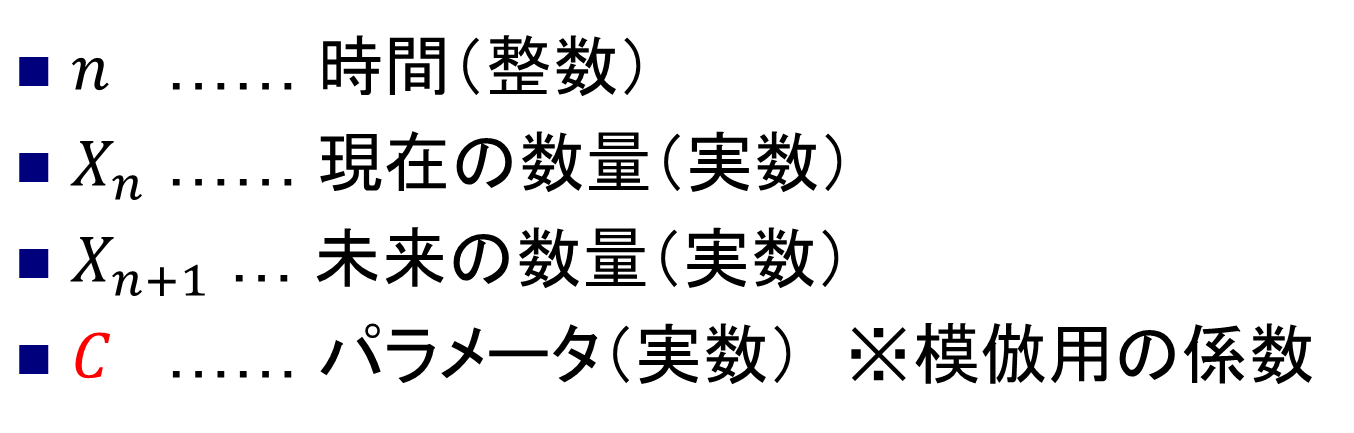 ■ n …… 時間（整数）
■ Xₙ …… 現在の数量（実数）
■ Xₙ₊₁ … 未来の数量（実数）
■ C …… パラメータ（実数） ※模倣用の係数